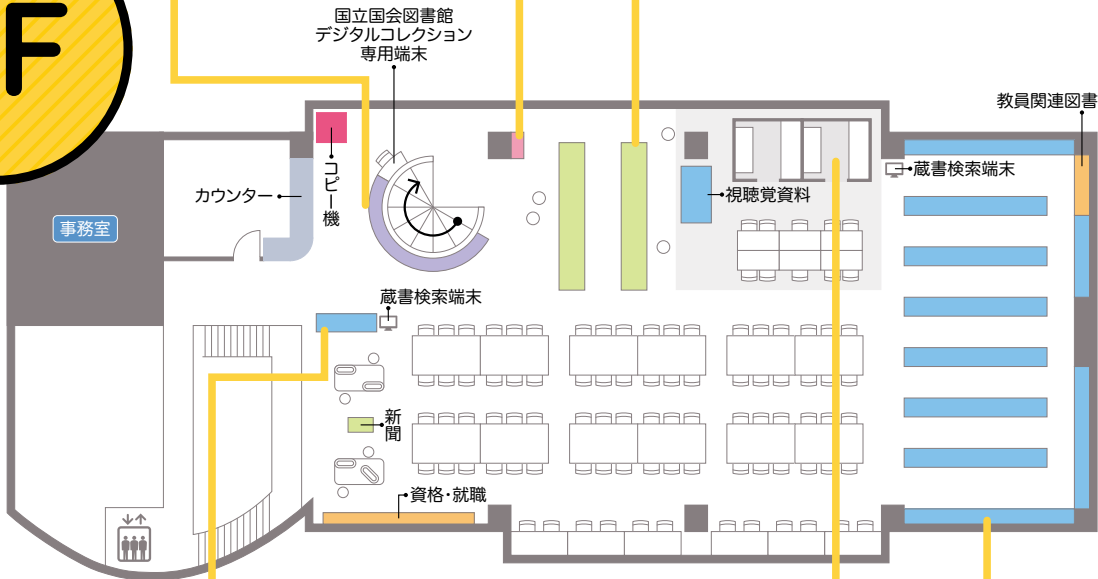 F
国立国会図書館
デジタルコレクション
専用端末
教員関連図書
コピー機
カウンター
視聴覚資料
蔵書検索端末
事務室
蔵書検索端末
新聞
資格・就職